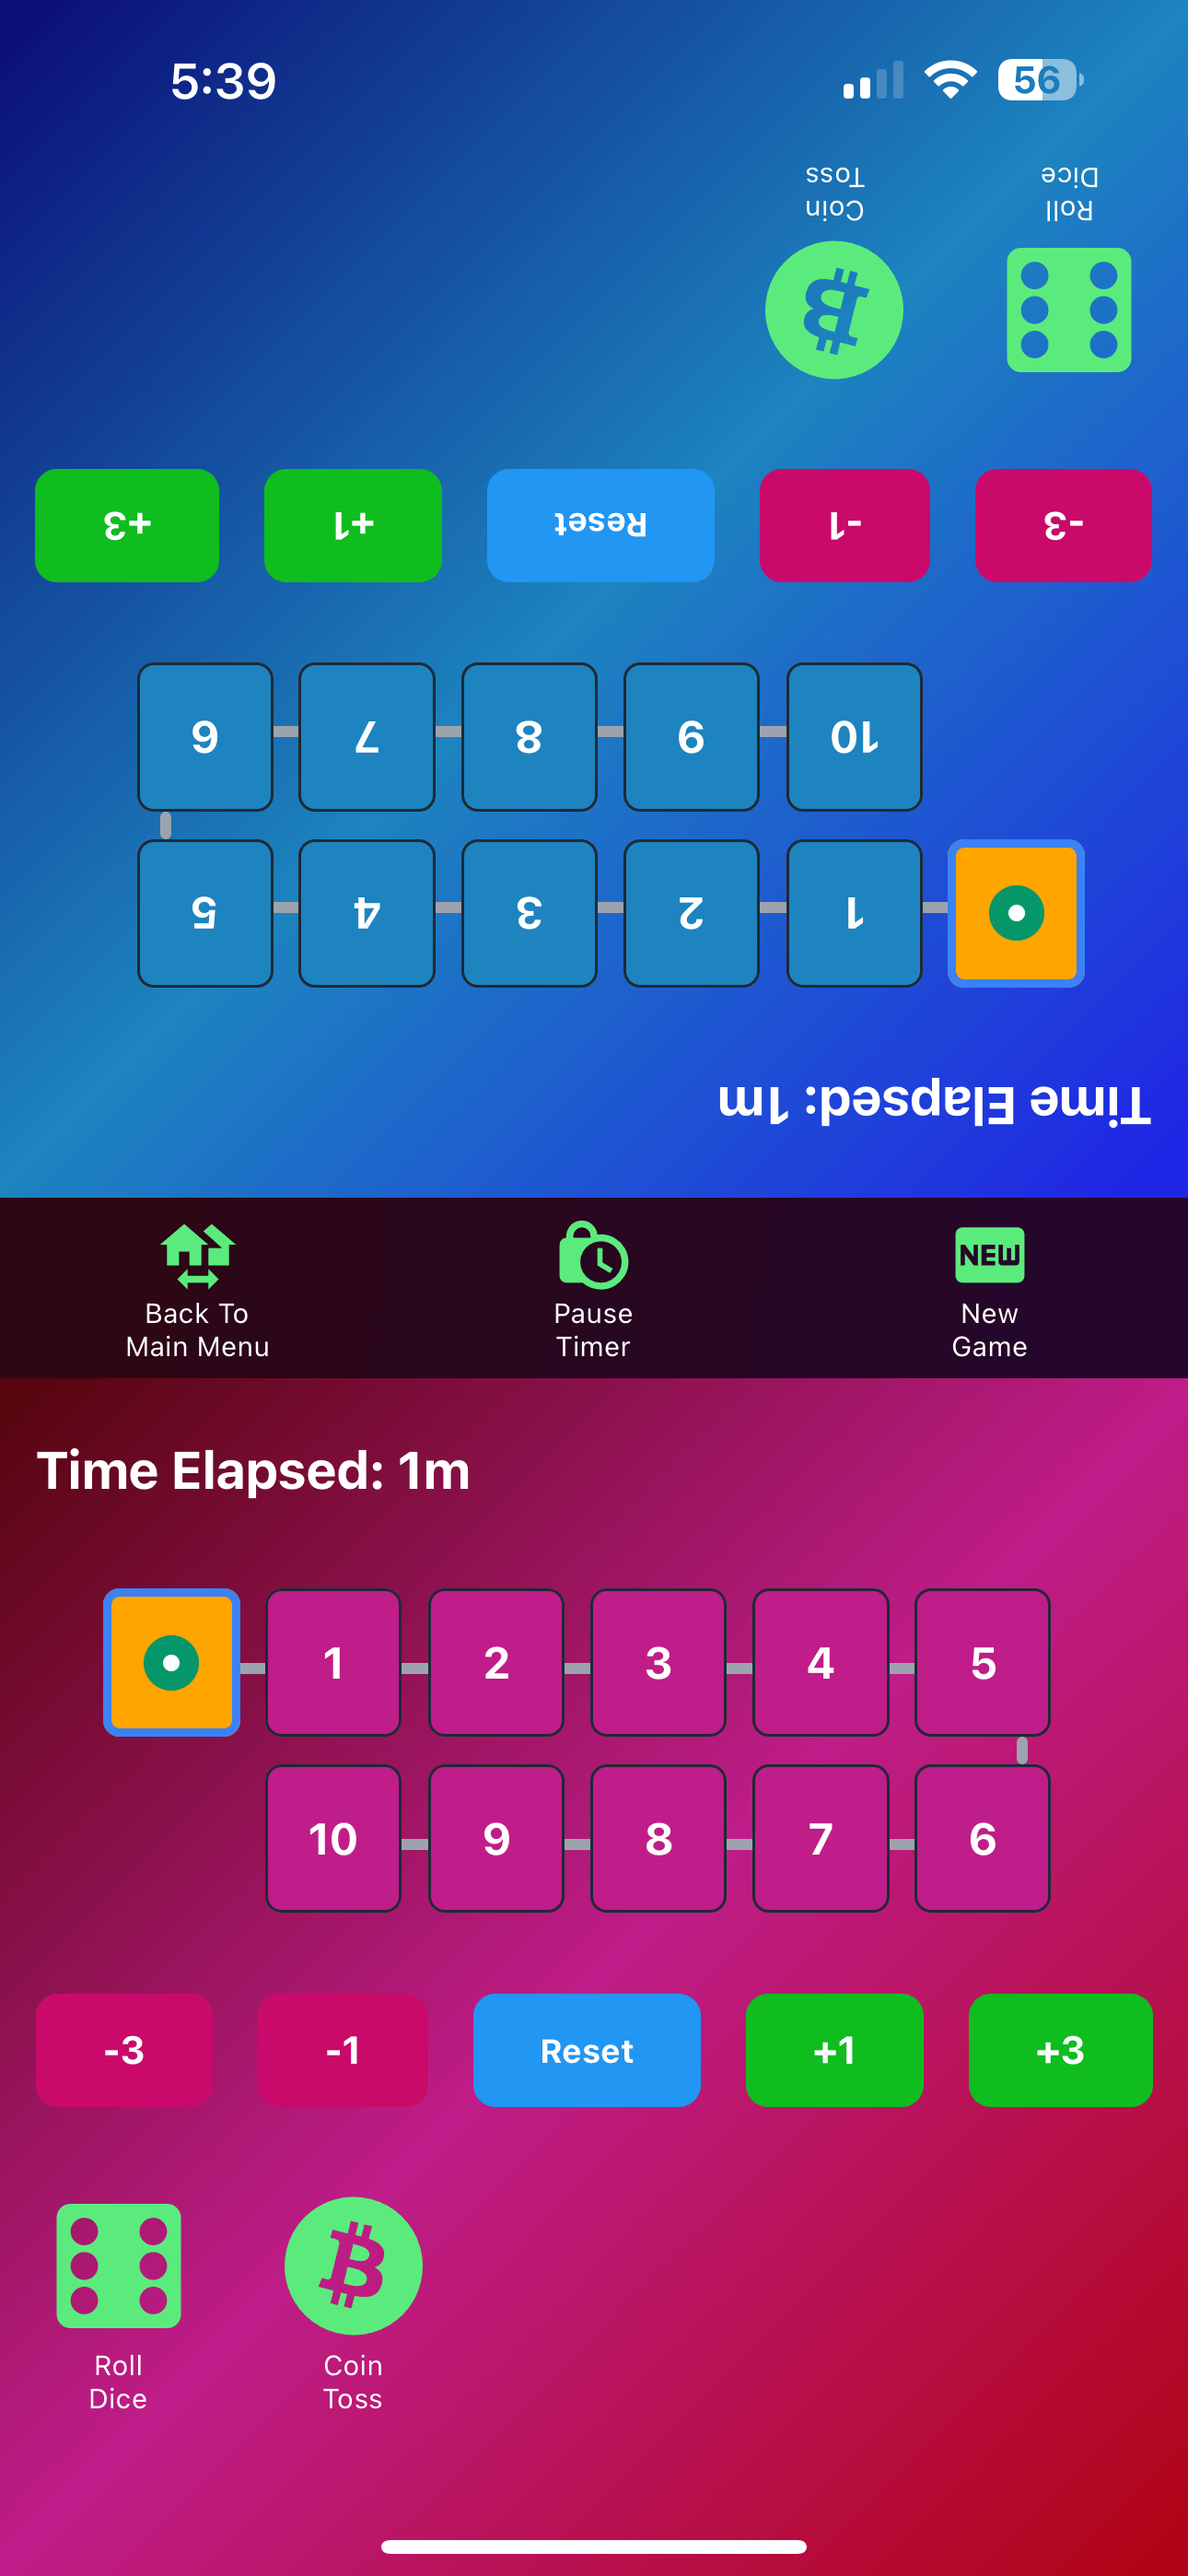 5:39
56
Coin
Toss
Roll
Dice
+3
+1
Reset
-1
-3
6 7 8 9 10
5 4 3 2 1
Time Elapsed: 1m
NEW
Back To
Main Menu
Pause
Timer
New
Game
Time Elapsed: 1m
1 2 3 4 5
10 9 8 7 6
-3
-1
Reset
+1
+3
Roll
Dice
Coin
Toss